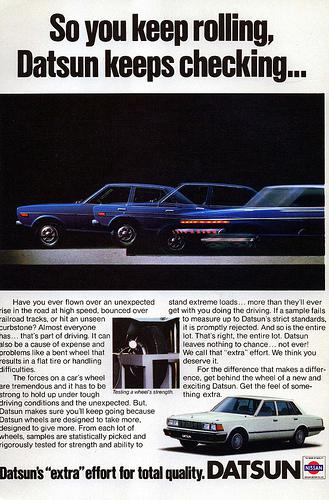 So you keep rolling,
Datsun keeps checking...
Have you ever flown over an unexpected
rise in the road at high speed, bounced over
railroad tracks, or hit an unseen
curbstone? Almost everyone
has... that's part of driving. It can
also be a cause of expense and
problems like a bent wheel that
results in a flat tire or handling
difficulties.
The forces on a car's wheel
are tremendous and it has to be
strong to hold up under tough
driving conditions and the unexpected. But,
Datsun makes sure you'll keep going because
Datsun wheels are designed to take more,
designed to give more. From each lot of
wheels, samples are statistically picked and
rigorously tested for strength and ability to
Testing a wheel's strength.
stand extreme loads... more than they'll ever
get with you doing the driving. If a sample fails
to measure up to Datsun's strict standards,
it is promptly rejected. And so is the entire
lot. That's right, the entire lot. Datsun
leaves nothing to chance... not ever!
We call that "extra" effort. We think you
deserve it.
For the difference that makes a differ-
ence, get behind the wheel of a new and
exciting Datsun. Get the feel of some-
thing extra.
Datsun's "extra" effort for total quality. DATSUN
NISSAN